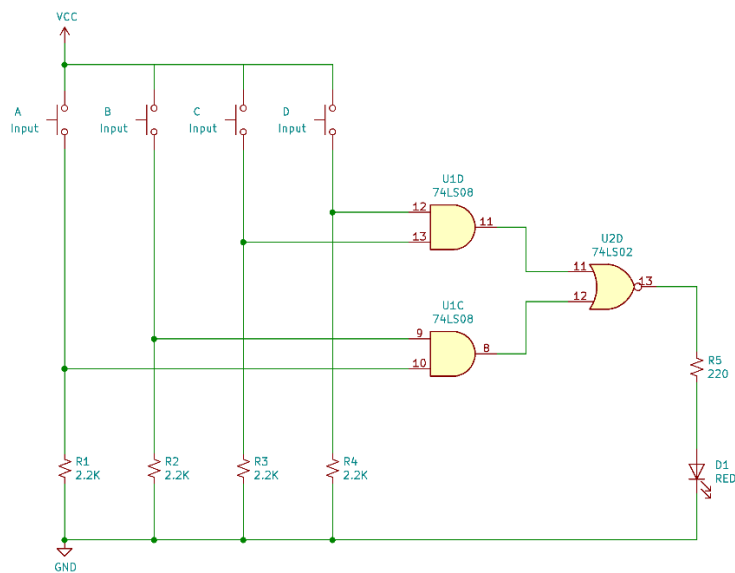 VCC
A
Input
B
Input
C
Input
D
Input
U1D
74LS08
12
13
11
U2D
74LS02
11
12
13
U1C
74LS08
9
10
8
R5
220
R1
2.2K
R2
2.2K
R3
2.2K
R4
2.2K
D1
RED
GND